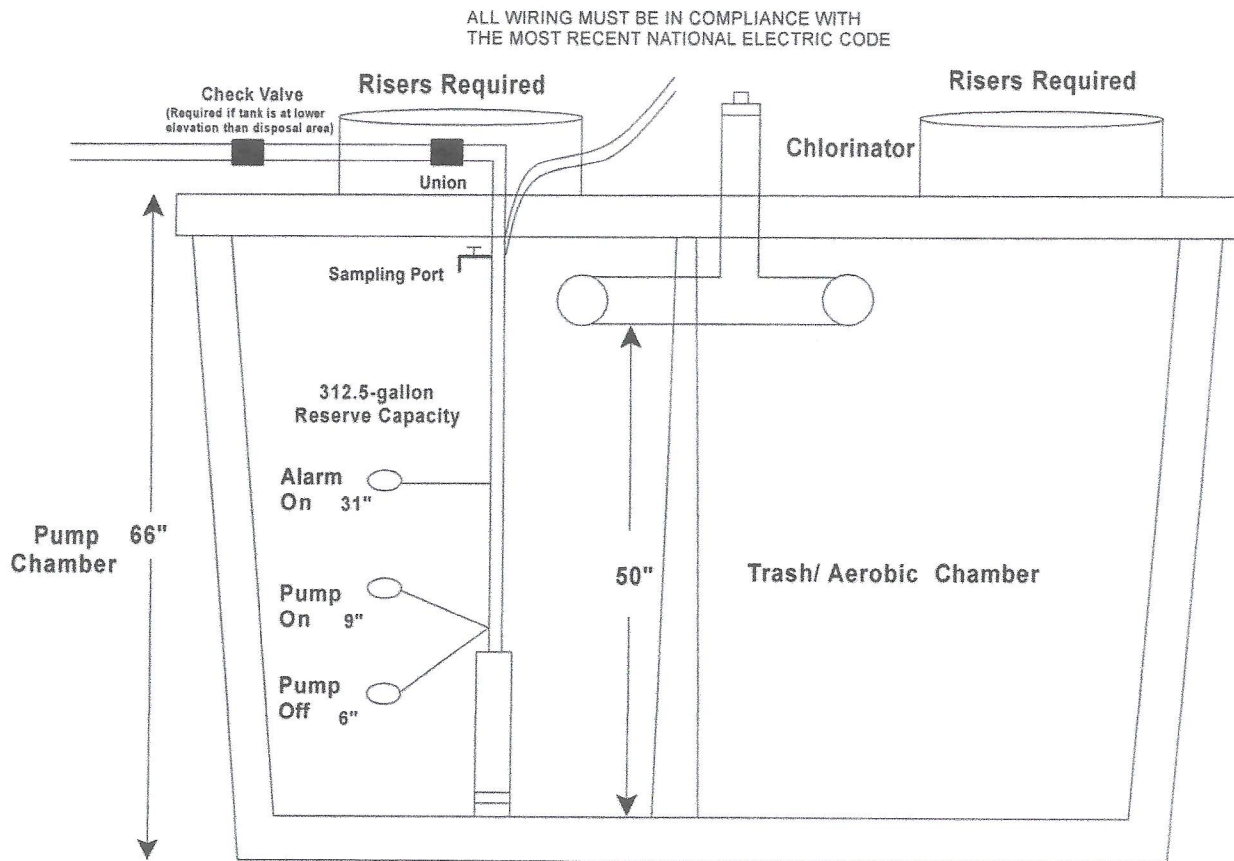 ALL WIRING MUST BE IN COMPLIANCE WITH
THE MOST RECENT NATIONAL ELECTRIC CODE
Risers Required
Risers Required
Check Valve
(Required if tank is at lower
elevation than disposal area)
Chlorinator
Union
Sampling Port
312.5-gallon
Reserve Capacity
Alarm
On 31"
Pump 66"
Chamber
50"
Trash/ Aerobic Chamber
Pump
On 9"
Pump
Off 6"